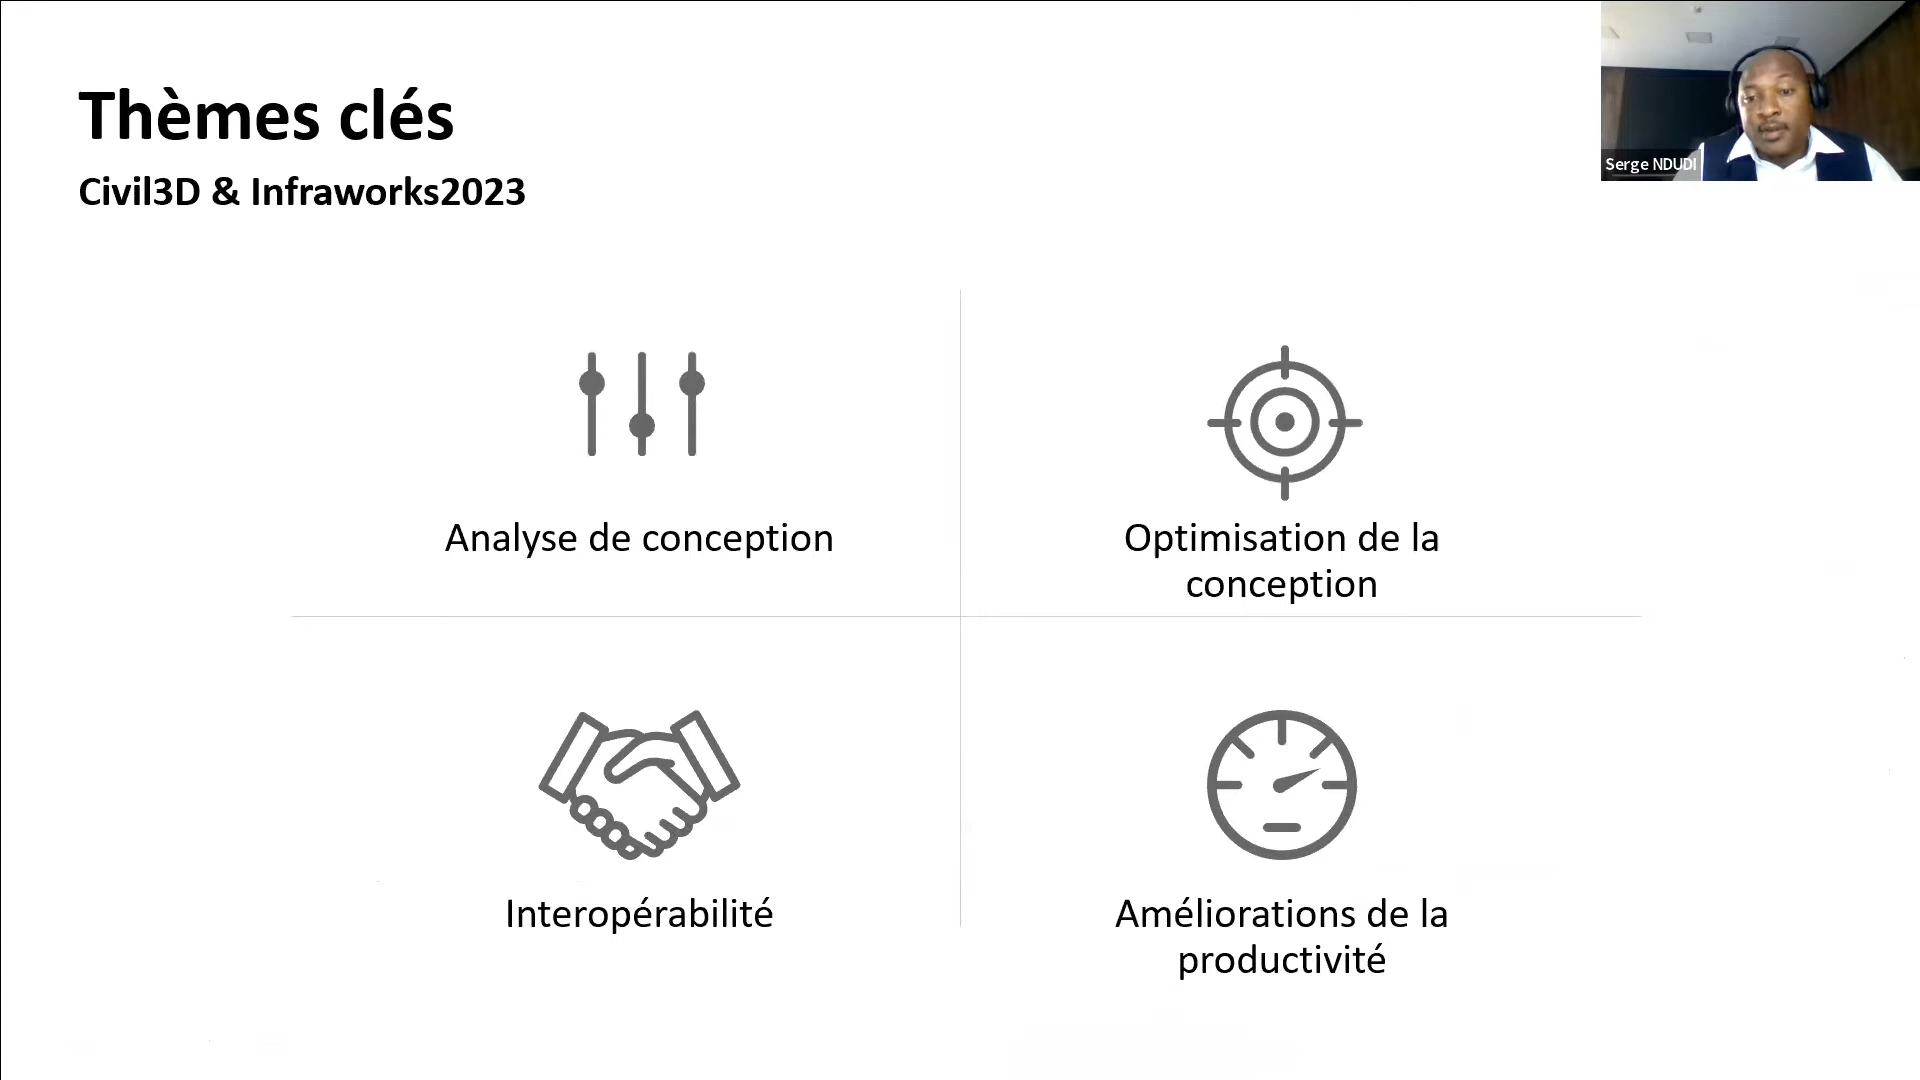 Thèmes clés
Civil3D & Infraworks2023
Serge NDUDI
Analyse de conception
Optimisation de la
conception
Interopérabilité
Améliorations de la
productivité